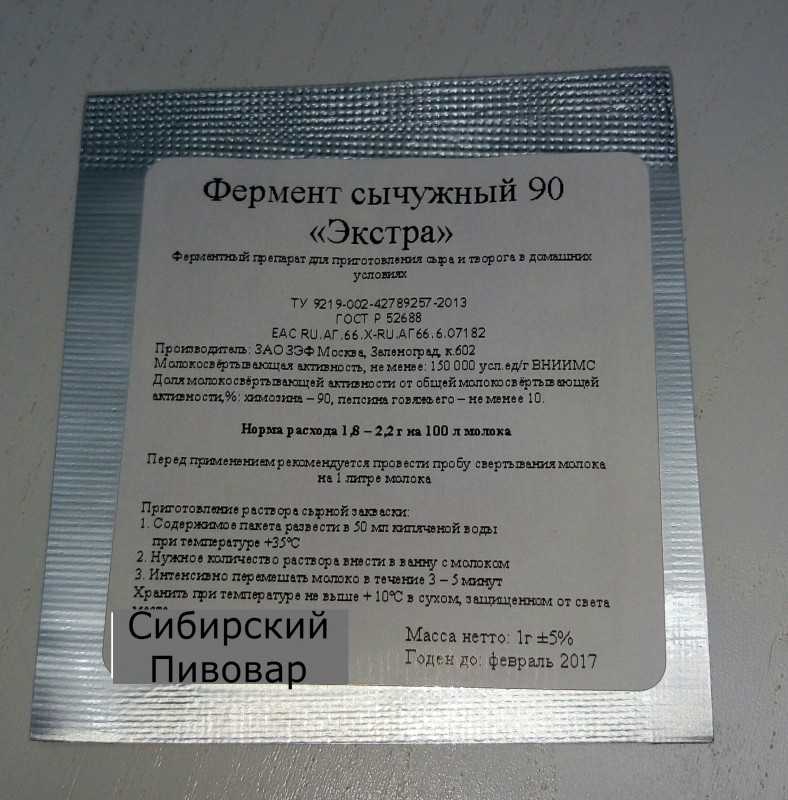 Фермент сычужный 90
«Экстра»
Ферментный препарат для приготовления сыра и творога в домашних
условиях
ТУ 9219-002-42789257-2013
ГОСТ Р 52688
ЕАС RU.АГ.66.Х-RU.АГ66.6.07182
Производитель: ЗАО ЗЭФ Москва, Зеленоград, к.602
Молокосвёртывающая активность, не менее: 150 000 усл.ед/г ВНИИМС
Доля молокосвёртывающей активности от общей молокосвёртывающей
активности,%: химозина – 90, пепсина говяжьего – не менее 10.
Норма расхода 1,8 – 2,2 г на 100 л молока
Перед применением рекомендуется провести пробу свертывания молока
на 1 литре молока
Приготовление раствора сырной закваски:
1. Содержимое пакета развести в 50 мл кипяченой воды
при температуре +35°С
2. Нужное количество раствора внести в ванну с молоком
3. Интенсивно перемешать молоко в течение 3 – 5 минут
Хранить при температуре не выше + 10°С в сухом, защищенном от света
Сибирский
Пивовар
Масса нетто: 1г ±5%
Годен до: февраль 2017